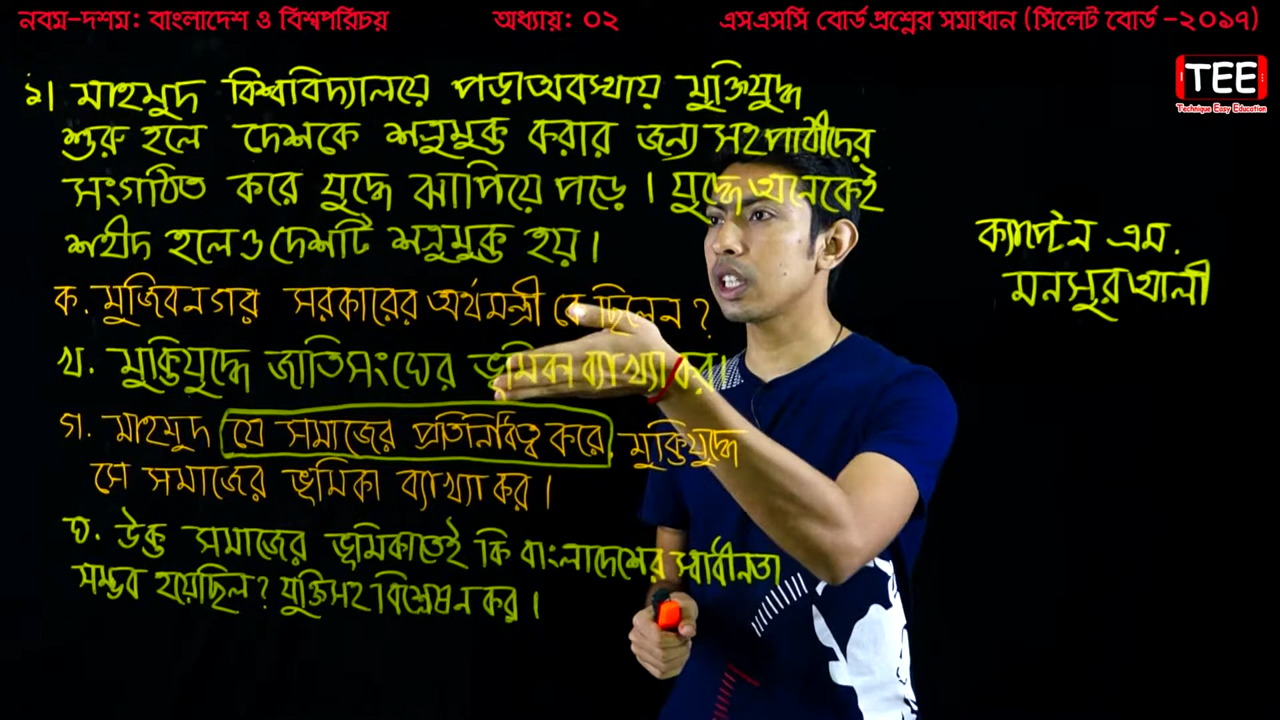 নবম-দশম: বাংলাদেশ ও বিশ্বপরিচয় অধ্যায়: ০২ এসএসসি বোর্ড প্রশ্নের সমাধান (সিলেট বোর্ড -২০১৭)
TEE
Technique Easy Education
১। মাহমুদ বিশ্ববিদ্যালয়ে পড়া অবস্থায় মুক্তিযুদ্ধে
শুরু হলে দেশকে শত্রুমুক্ত করার জন্য সহপাঠীদের
সংগঠিত করে যুদ্ধে ঝাপিয়ে পড়ে। যুদ্ধে অনেকেই
শহীদ হলেও দেশটি শত্রুমুক্ত হয়।
ক্যাপ্টেন এম.
মনসুর আলী
ক. মুজিবনগর সরকারের অর্থমন্ত্রী কে ছিলেন?
খ. মুক্তিযুদ্ধে জাতিসংঘের ভূমিকা ব্যাখ্যা কর।
গ. মাহমুদ যে সমাজের প্রতিনিধিত্ব করে, মুক্তিযুদ্ধে
সে সমাজের ভূমিকা ব্যাখ্যা কর।
ঘ. উক্ত সমাজের ভূমিকাতেই কি বাংলাদেশের স্বাধীনতা
সম্ভব হয়েছিল? যুক্তিসহ বিশ্লেষন কর।